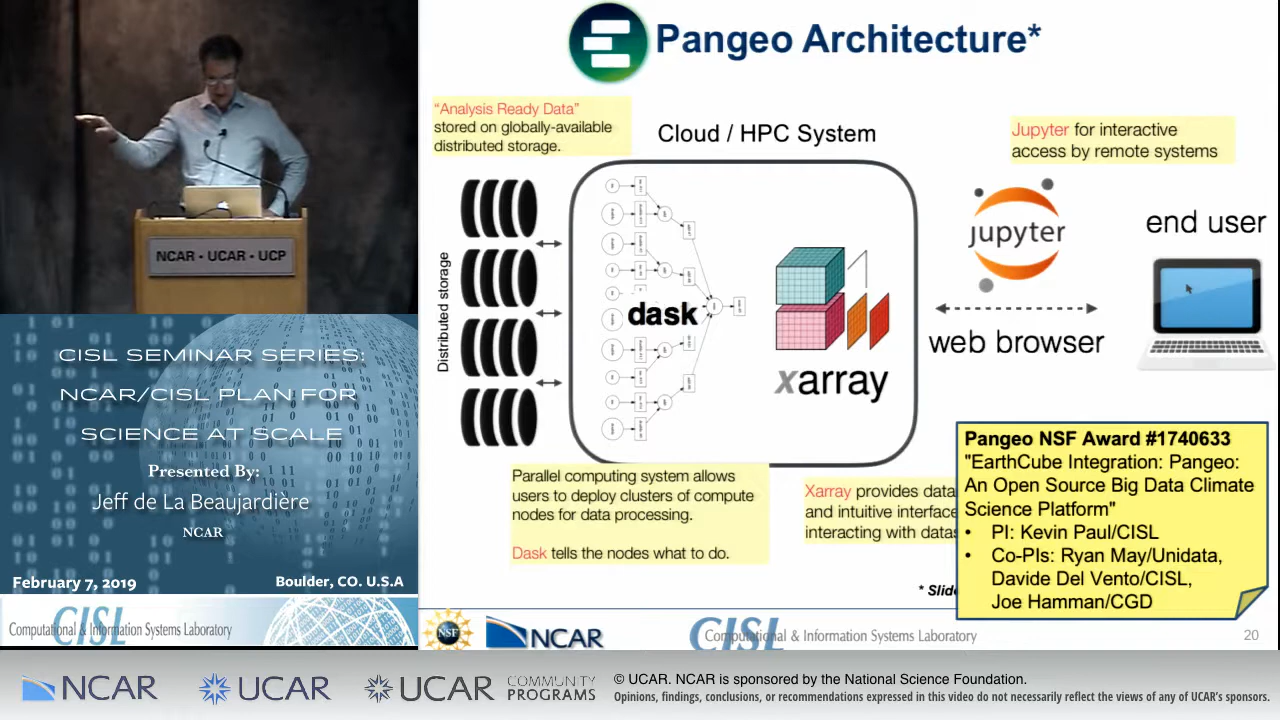 Pangeo Architecture*
"Analysis Ready Data"
stored on globally-available
distributed storage.
Cloud / HPC System
Jupyter for interactive
access by remote systems
jupyter
end user
Distributed storage
dask
xarray
web browser
Parallel computing system allows
users to deploy clusters of compute
nodes for data processing.
Dask tells the nodes what to do.
Xarray provides data
and intuitive interface
interacting with datas
Pangeo NSF Award #1740633
"EarthCube Integration: Pangeo:
An Open Source Big Data Climate
Science Platform"
• PI: Kevin Paul/CISL
• Co-PIs: Ryan May/Unidata,
Davide Del Vento/CISL,
Joe Hamman/CGD
* Slide
NSF
NCAR
CISL
Computational & Information Systems Laboratory
20
NCAR • UCAR • UCP
CISL SEMINAR SERIES:
NCAR/CISL PLAN FOR
SCIENCE AT SCALE
Presented By:
Jeff de La Beaujardière
NCAR
February 7, 2019
Boulder, CO. U.S.A
CISL
Computational & Information Systems Laboratory
NCAR
UCAR
UCAR
COMMUNITY
PROGRAMS
© UCAR. NCAR is sponsored by the National Science Foundation.
Opinions, findings, conclusions, or recommendations expressed in this video do not necessarily reflect the views of any of UCAR's sponsors.